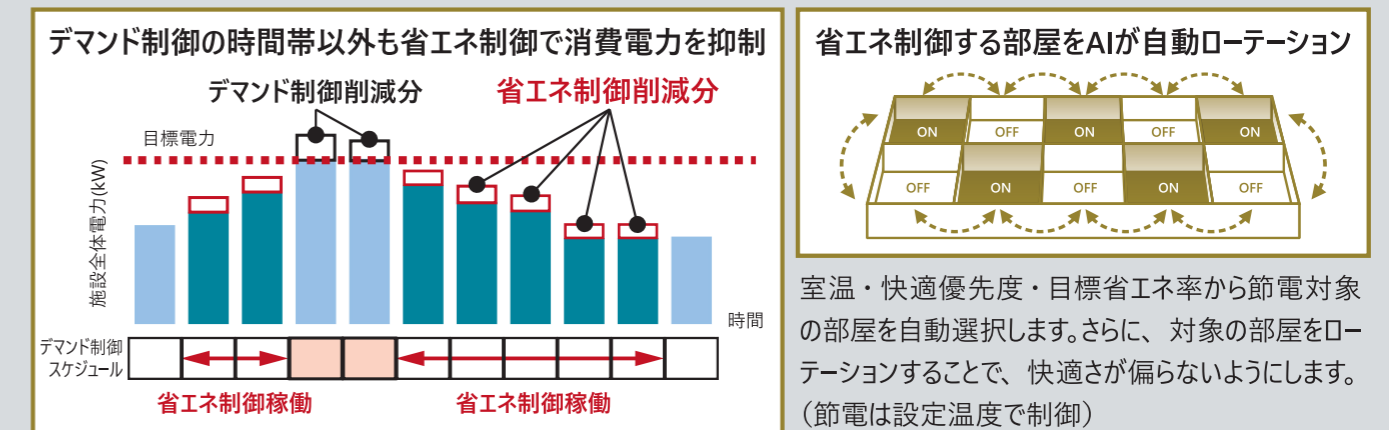 デマンド制御の時間帯以外も省エネ制御で消費電力を抑制
デマンド制御削減分
省エネ制御削減分
目標電力
施設全体電力(kW)
時間
デマンド制御
スケジュール
省エネ制御稼働
省エネ制御稼働
省エネ制御する部屋をAIが自動ローテーション
ON
OFF
ON
OFF
ON
OFF
ON
OFF
ON
OFF
室温・快適優先度・目標省エネ率から節電対象
の部屋を自動選択します。さらに、対象の部屋をロー
テーションすることで、快適さが偏らないようにします。
(節電は設定温度で制御)